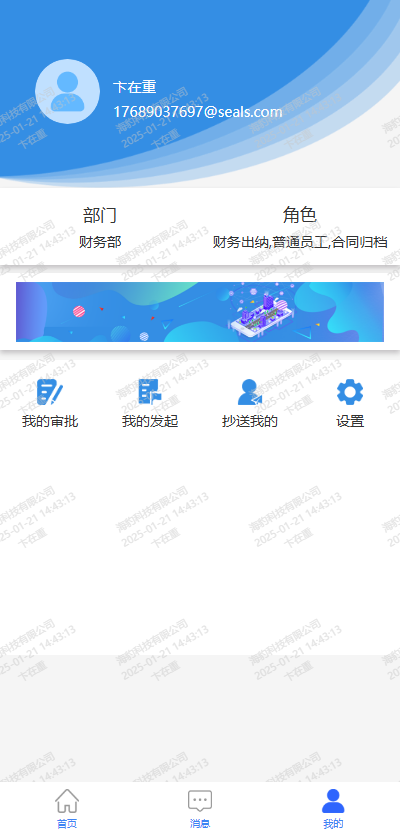 卞在重
17689037697@seals.com
部门
角色
财务部
财务出纳,普通员工,合同归档
我的审批
我的发起
抄送我的
设置
海豹科技有限公司
2025-01-21 14:43:13
卞在重
首页
消息
我的